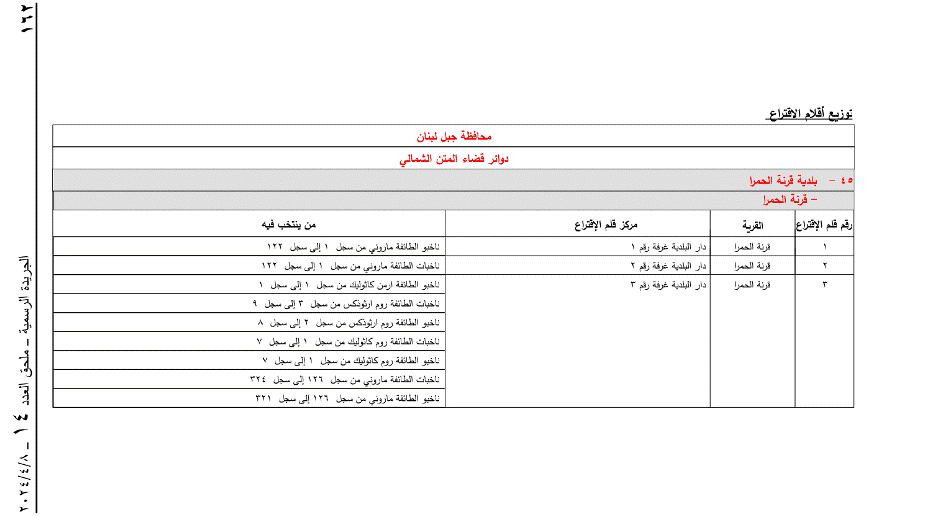 ١٦٢
الجريدة الرسمية - ملحق العدد ١٤ - ٢٠٢٤/٤/٨
توزيع أقلام الاقتراع
محافظة جبل لبنان
دوائر قضاء المتن الشمالي
٤٥ - بلدية قرنة الحمرا
- قرنة الحمرا
رقم قلم الإقتراع القرية مركز قلم الإقتراع من ينتخب فيه
١ قرنة الحمرا دار البلدية غرفة رقم ١ ناخبو الطائفة ماروني من سجل ١ إلى سجل ١٢٢
٢ قرنة الحمرا دار البلدية غرفة رقم ٢ ناخبات الطائفة ماروني من سجل ١ إلى سجل ١٢٢
٣ قرنة الحمرا دار البلدية غرفة رقم ٣ ناخبو الطائفة ارمن كاثوليك من سجل ١ إلى سجل ١
ناخبات الطائفة روم ارثوذكس من سجل ٣ إلى سجل ٩
ناخبو الطائفة روم ارثوذكس من سجل ٢ إلى سجل ٨
ناخبات الطائفة روم كاثوليك من سجل ١ إلى سجل ٧
ناخبو الطائفة روم كاثوليك من سجل ١ إلى سجل ٧
ناخبات الطائفة ماروني من سجل ١٢٦ إلى سجل ٣٢٤
ناخبو الطائفة ماروني من سجل ١٢٦ إلى سجل ٣٢١